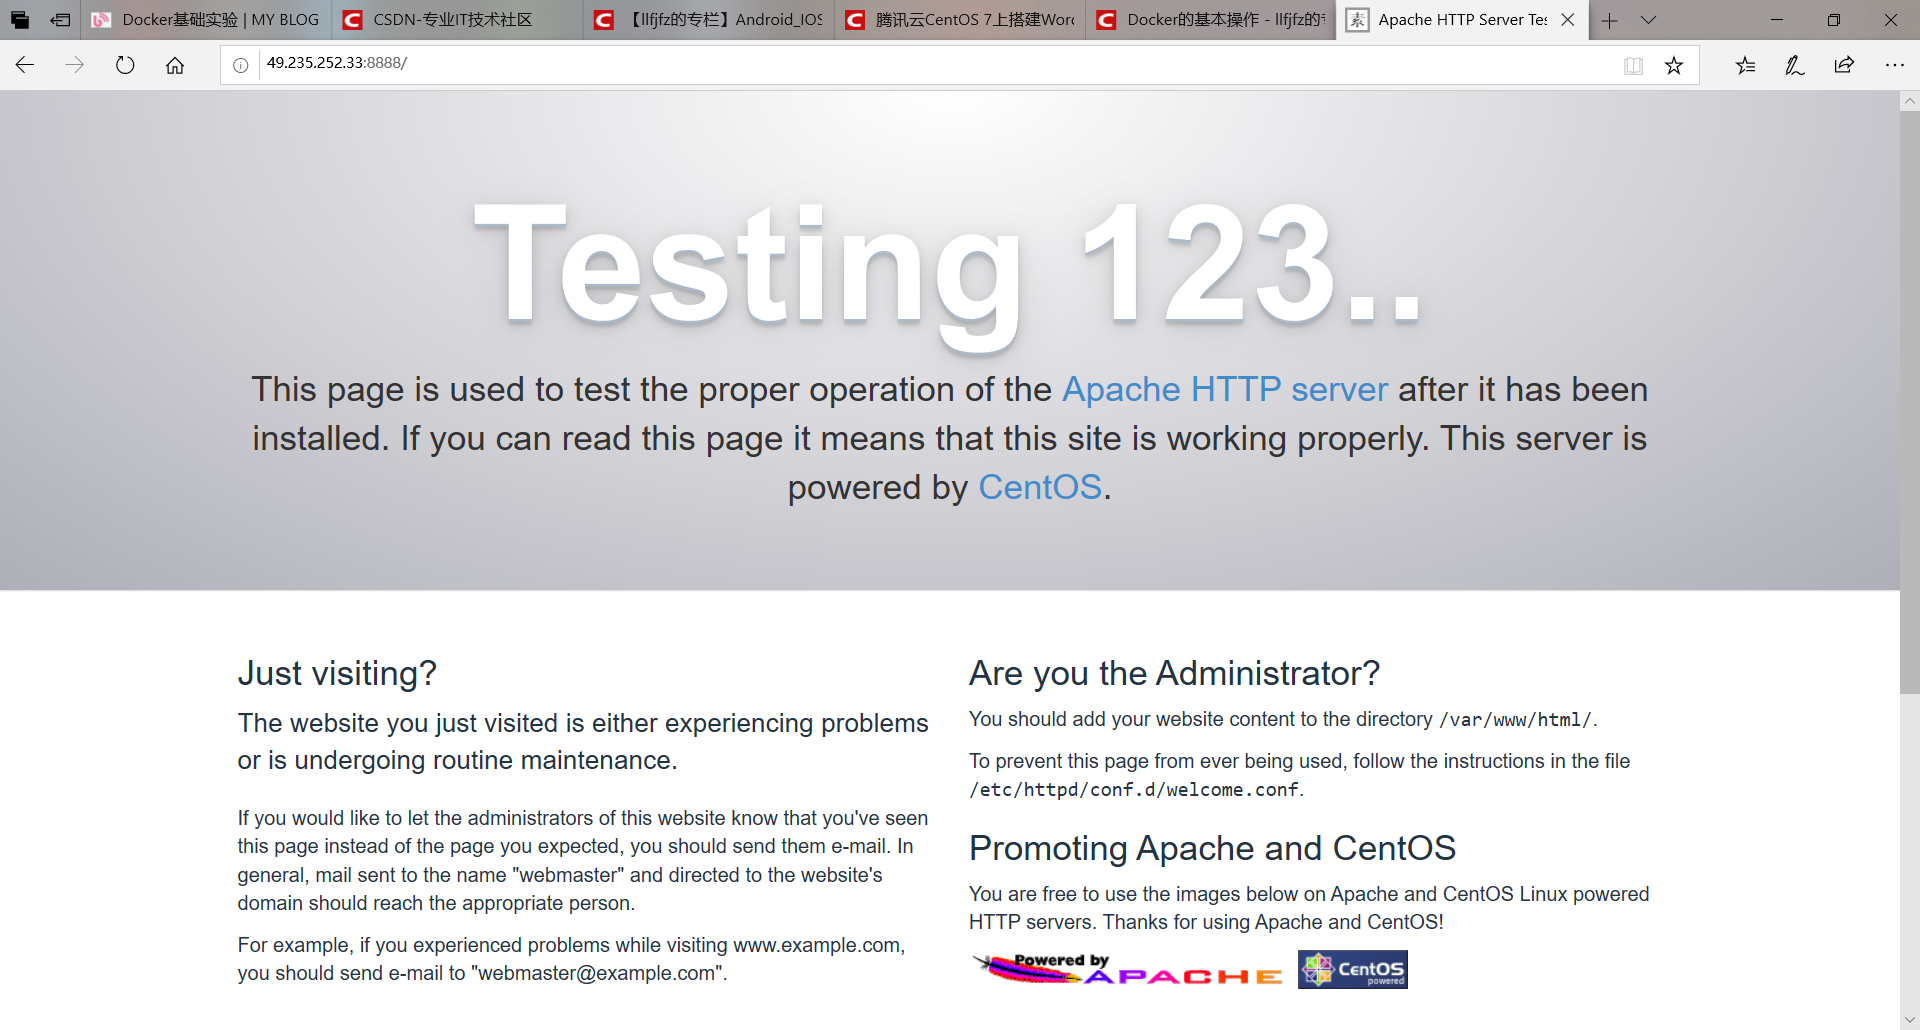 Docker基础实验 | MY BLOG
CSDN-专业IT技术社区
【llfjfz的专栏】Android_IOS
腾讯云CentOS 7上搭建Word
Docker的基本操作 - llfjfz的
Apache HTTP Server Tes
49.235.252.33:8888/
Testing 123..
This page is used to test the proper operation of the Apache HTTP server after it has been
installed. If you can read this page it means that this site is working properly. This server is
powered by CentOS.
Just visiting?
The website you just visited is either experiencing problems
or is undergoing routine maintenance.
If you would like to let the administrators of this website know that you've seen
this page instead of the page you expected, you should send them e-mail. In
general, mail sent to the name "webmaster" and directed to the website's
domain should reach the appropriate person.
For example, if you experienced problems while visiting www.example.com,
you should send e-mail to "webmaster@example.com".
Are you the Administrator?
You should add your website content to the directory /var/www/html/.
To prevent this page from ever being used, follow the instructions in the file
/etc/httpd/conf.d/welcome.conf.
Promoting Apache and CentOS
You are free to use the images below on Apache and CentOS Linux powered
HTTP servers. Thanks for using Apache and CentOS!
Powered by
APACHE
CentOS
powered